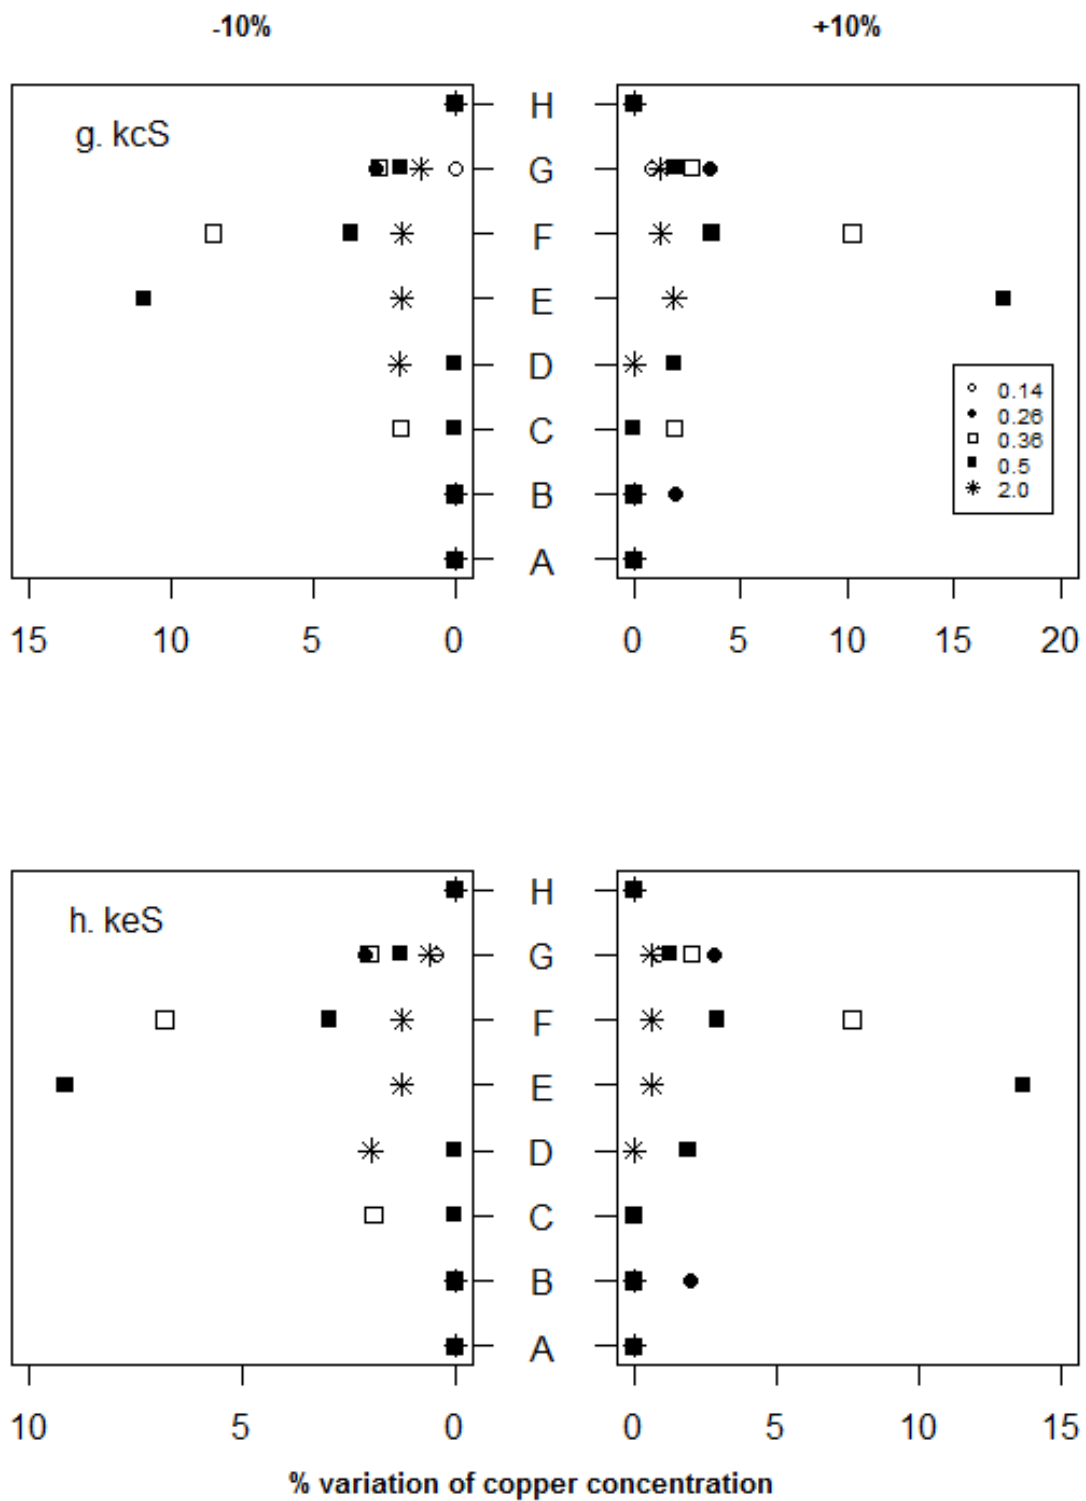 -10% +10%
g. kcS
H
G
F
E
D
C
B
A
0.14
0.26
0.36
0.5
2.0
15 10 5 0 0 5 10 15 20
h. keS
H
G
F
E
D
C
B
A
10 5 0 0 5 10 15
% variation of copper concentration